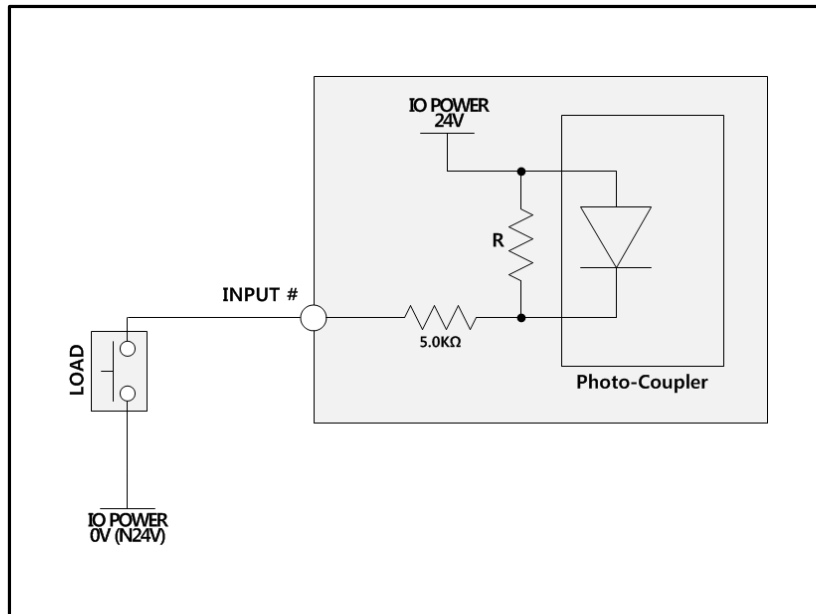 IO POWER
24V
R
INPUT #
5.0KΩ
LOAD
Photo-Coupler
IO POWER
0V (N24V)